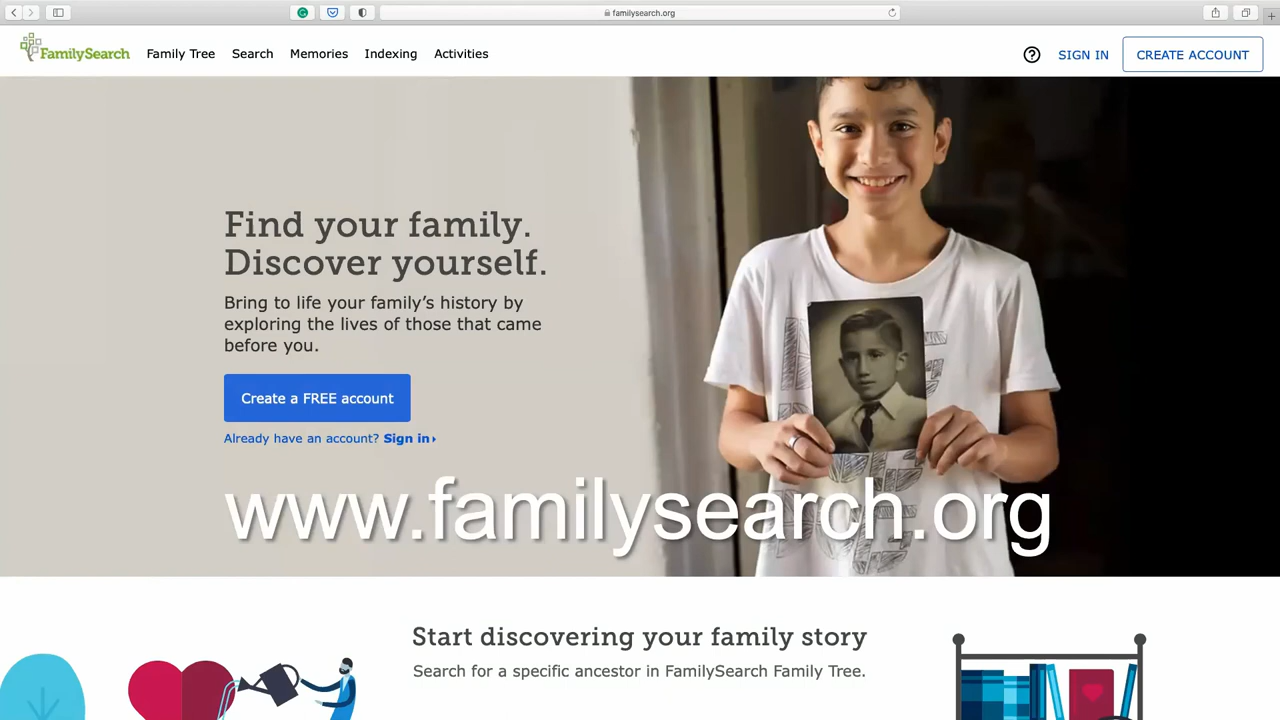 familysearch.org
FamilySearch
Family Tree
Search
Memories
Indexing
Activities
SIGN IN
CREATE ACCOUNT
Find your family.
Discover yourself.
Bring to life your family’s history by
exploring the lives of those that came
before you.
Create a FREE account
Already have an account? Sign in
www.familysearch.org
Start discovering your family story
Search for a specific ancestor in FamilySearch Family Tree.